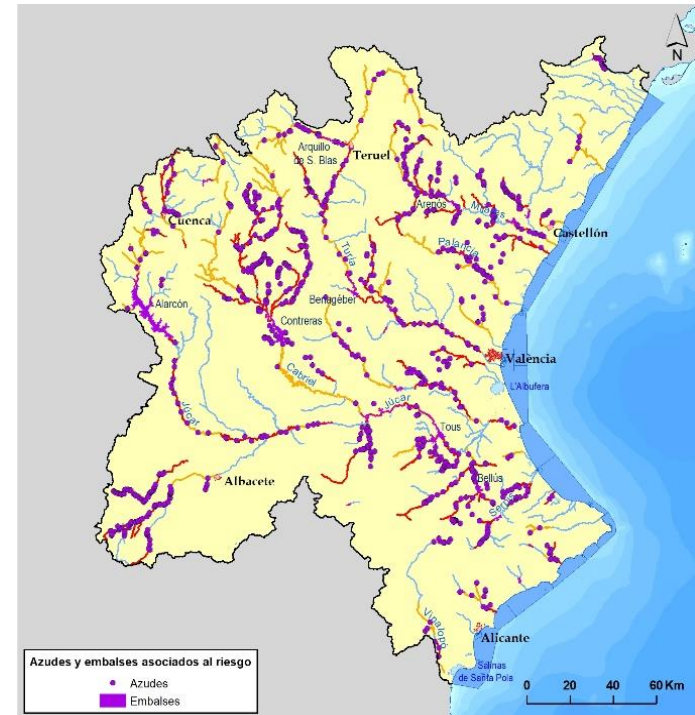 N
Arquillo
de S. Blas
Teruel
Cuenca
Arenós
Mijares
Castellón
Palancia
Turia
Alarcón
Benagéber
Contreras
València
Cabriel
L'Albufera
Júcar
Júcar
Tous
Albacete
Bellús
Serpis
Vinalopó
Alicante
Salinas
de Santa Pola
Azudes y embalses asociados al riesgo
Azudes
Embalses
0 20 40 60 Km